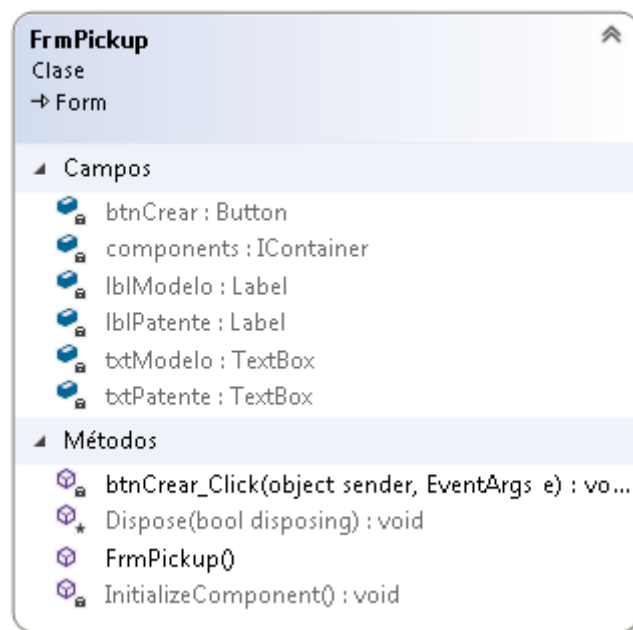 FrmPickup
Clase
Form
Campos
btnCrear : Button
components : IContainer
lblModelo : Label
lblPatente : Label
txtModelo : TextBox
txtPatente : TextBox
Métodos
btnCrear_Click(object sender, EventArgs e) : vo...
Dispose(bool disposing) : void
FrmPickup()
InitializeComponent() : void